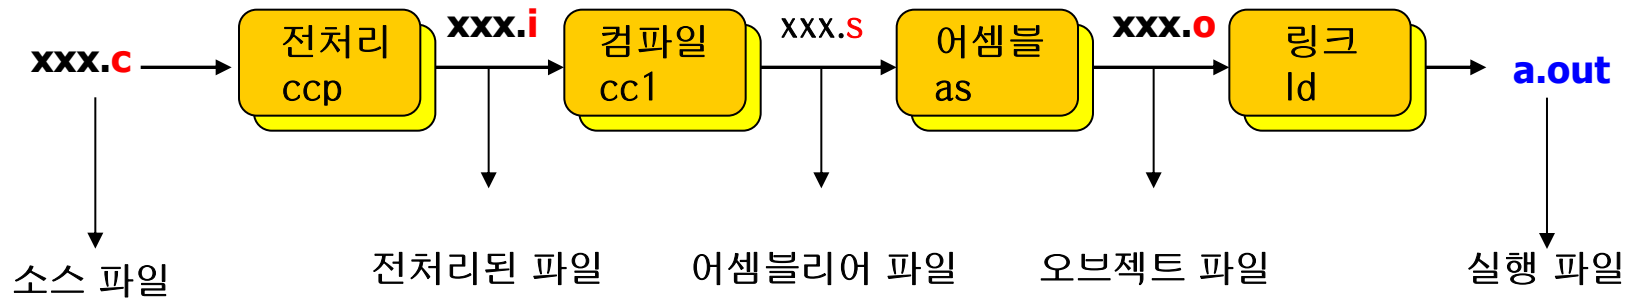 xxx.c
전처리
ccp
xxx.i
컴파일
cc1
xxx.s
어셈블
as
xxx.o
링크
ld
a.out
소스 파일
전처리된 파일
어셈블리어 파일
오브젝트 파일
실행 파일